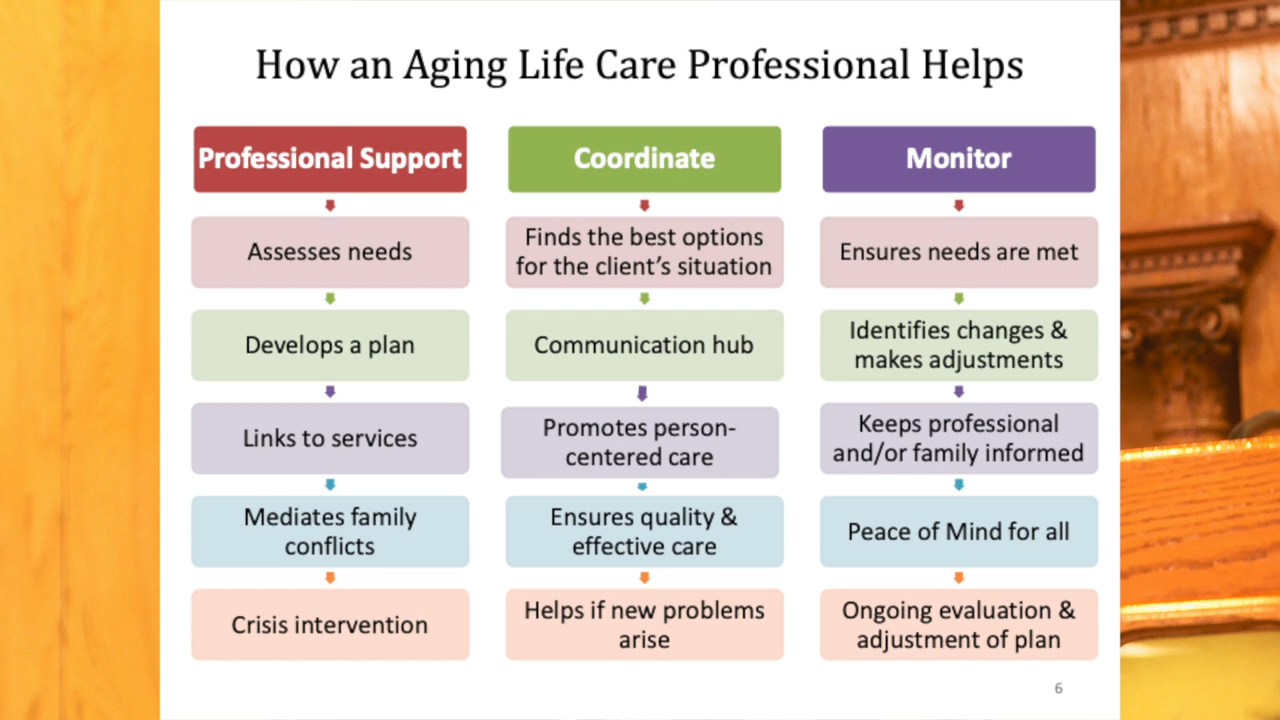 How an Aging Life Care Professional Helps
Professional Support
Assesses needs
Develops a plan
Links to services
Mediates family
conflicts
Crisis intervention
Coordinate
Finds the best options
for the client’s situation
Communication hub
Promotes person-
centered care
Ensures quality &
effective care
Helps if new problems
arise
Monitor
Ensures needs are met
Identifies changes &
makes adjustments
Keeps professional
and/or family informed
Peace of Mind for all
Ongoing evaluation &
adjustment of plan
6